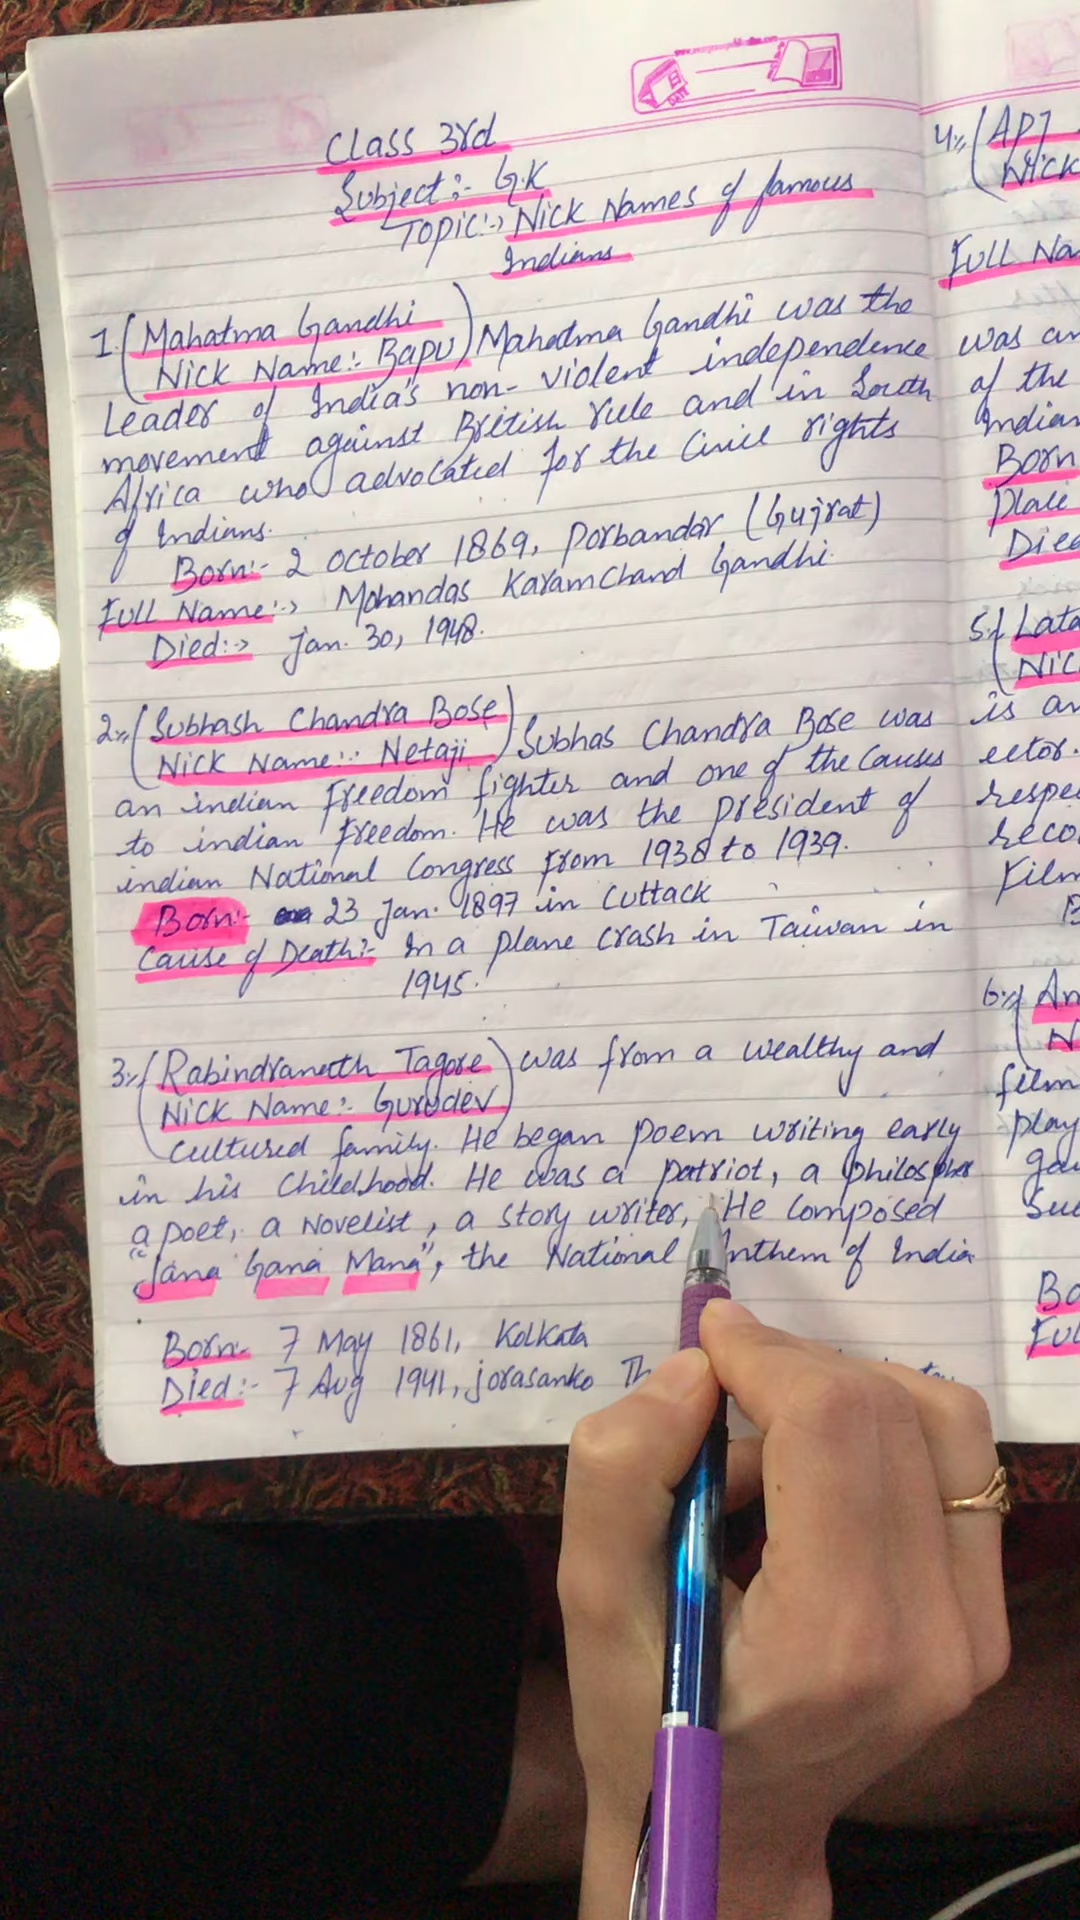 Class 3rd
Subject:- G.K
Topic:-> Nick Names of famous
Indians
1. (Mahatma Gandhi
Nick Name:- Bapu) Mahatma Gandhi was the
Leader of India's non-violent independence
movement against British rule and in South
Africa who advocated for the Civil rights
of Indians.
Born:- 2 October 1869, Porbandar (Gujrat)
Full Name:-> Mohandas Karamchand Gandhi.
Died:-> Jan. 30, 1948.
2. (Subhash Chandra Bose
Nick Name:- Netaji) Subhas Chandra Bose was
an indian freedom fighter and one of the Causes
to indian freedom. He was the president of
indian National Congress from 1938 to 1939.
Born:- 23 Jan. 1897 in Cuttack
Cause of Death:- In a plane crash in Taiwan in
1945.
3. (Rabindranath Tagore
Nick Name:- Gurudev) was from a wealthy and
cultured family. He began poem writing early
in his childhood. He was a patriot, a philospher
a poet, a Novelist, a story writer, He composed
"Jana Gana Mana", the National Anthem of India
Born:- 7 May 1861, Kolkata
Died:- 7 Aug 1941, Jorasanko Th
4. (APJ
Nick
Full Na
was an
of the
Indian
Born
Place
Died
5. (Lata
Nic
is an
ector.
respe
reco
Film
B
6. (Am
N
film
play
gov
Suc
Bo
Ful